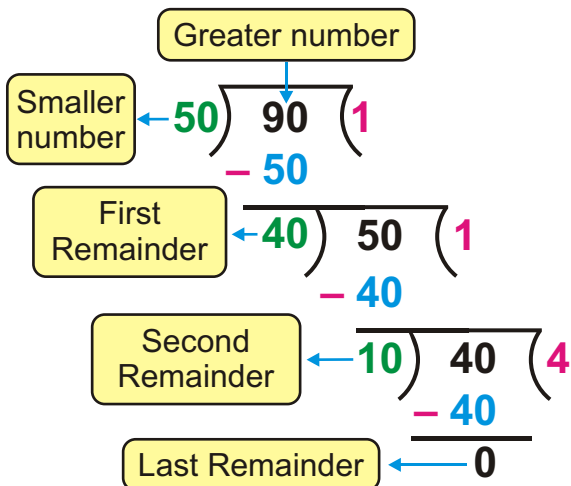 Greater number
Smaller
number
50) 90 (1
– 50
First
Remainder
40) 50 (1
– 40
Second
Remainder
10) 40 (4
– 40
Last Remainder
0